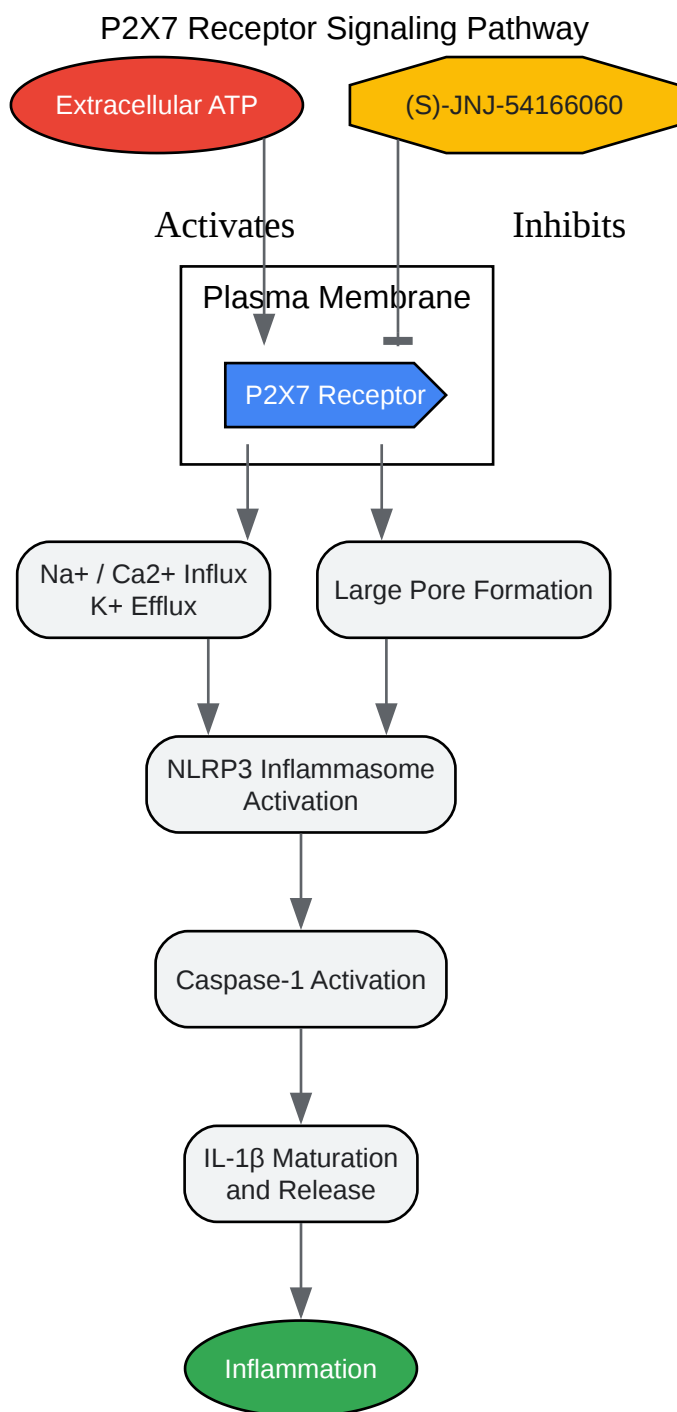 P2X7 Receptor Signaling Pathway
Extracellular ATP
(S)-JNJ-54166060
Activates
Inhibits
Plasma Membrane
P2X7 Receptor
Na+ / Ca2+ Influx
K+ Efflux
Large Pore Formation
NLRP3 Inflammasome
Activation
Caspase-1 Activation
IL-1β Maturation
and Release
Inflammation